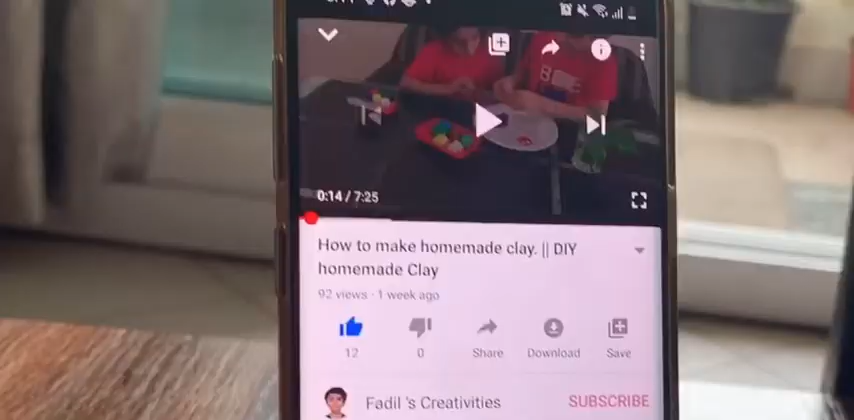 0:14 / 7:25
How to make homemade clay. || DIY
homemade Clay
92 views · 1 week ago
12
0
Share
Download
Save
Fadil 's Creativities
SUBSCRIBE